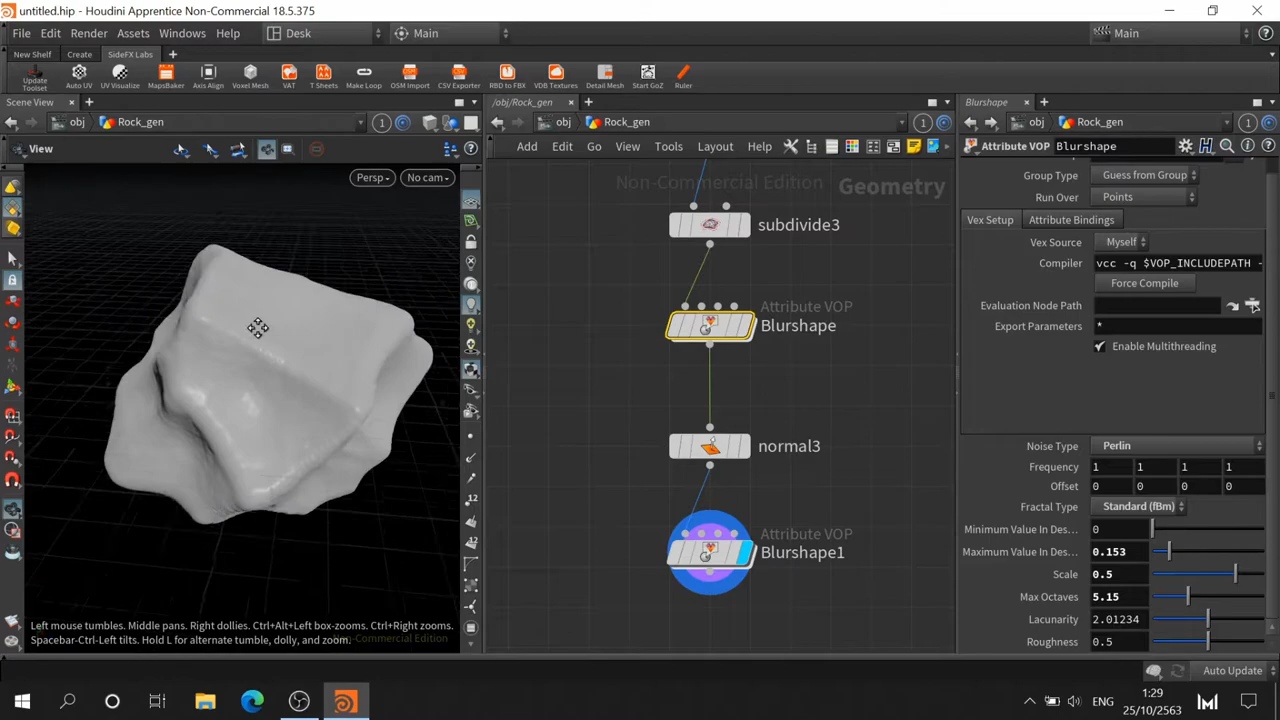 untitled.hip - Houdini Apprentice Non-Commercial 18.5.375
File Edit Render Assets Windows Help Desk Main Main
New Shelf Create SideFX Labs
Update Toolset Auto UV UV Visualize MapsBaker Axis Align Voxel Mesh VAT T Sheets Make Loop OSM Import CSV Exporter RBD to FBX VDB Textures Detail Mesh Start GoZ Ruler
Scene View
obj Rock_gen 1
View
Persp No cam
12
12
Left mouse tumbles. Middle pans. Right dollies. Ctrl+Alt+Left box-zooms. Ctrl+Right zooms.
Spacebar-Ctrl-Left tilts. Hold L for alternate tumble, dolly, and zoom.
Non-Commercial Edition
/obj/Rock_gen
obj Rock_gen 1
Add Edit Go View Tools Layout Help
Non-Commercial Edition Geometry
subdivide3
Attribute VOP
Blurshape
normal3
Attribute VOP
Blurshape1
Blurshape
obj Rock_gen 1
Attribute VOP Blurshape
Group Type Guess from Group
Run Over Points
Vex Setup Attribute Bindings
Vex Source Myself
Compiler vcc -q $VOP_INCLUDEPATH -
Force Compile
Evaluation Node Path
Export Parameters *
Enable Multithreading
Noise Type Perlin
Frequency 1 1 1 1
Offset 0 0 0 0
Fractal Type Standard (fBm)
Minimum Value In Des... 0
Maximum Value In Des... 0.153
Scale 0.5
Max Octaves 5.15
Lacunarity 2.01234
Roughness 0.5
Auto Update
ENG 1:29
25/10/2563